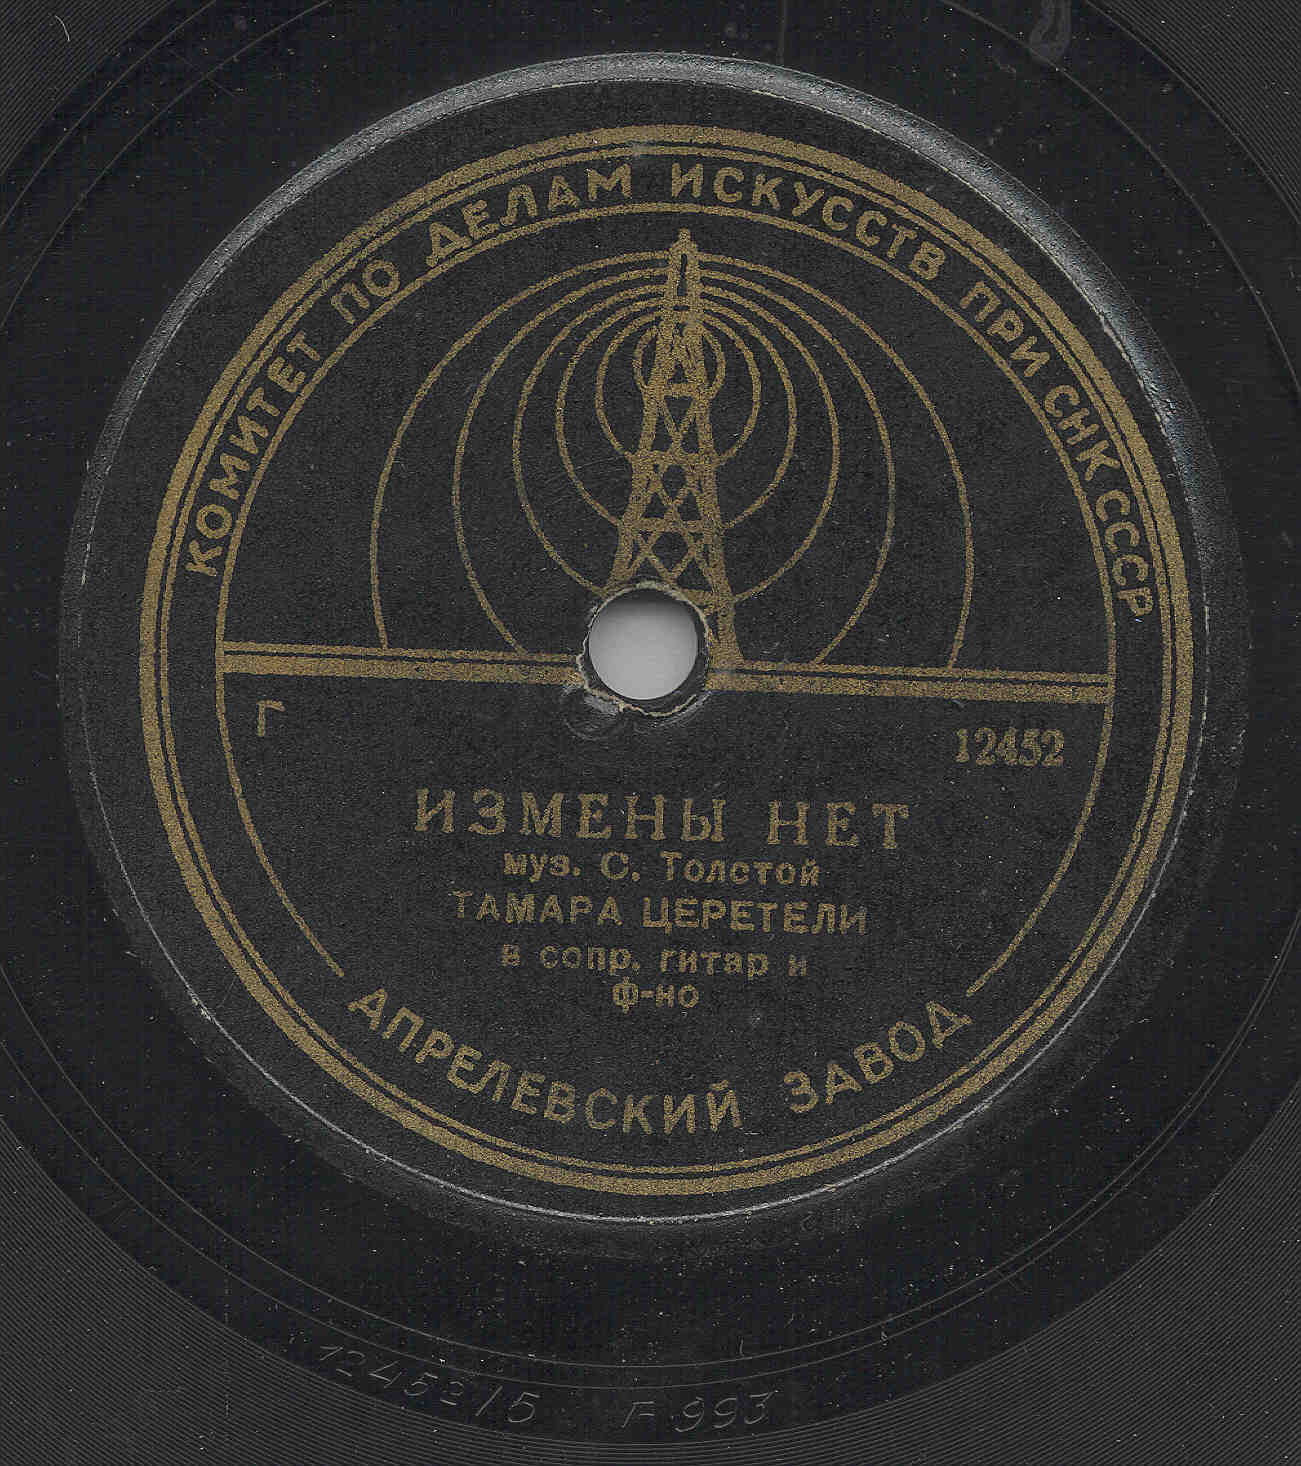 КОМИТЕТ ПО ДЕЛАМ ИСКУССТВ ПРИ СНК СССР
Г
12452
ИЗМЕНЫ НЕТ
муз. С. Толстой
ТАМАРА ЦЕРЕТЕЛИ
в сопр. гитар и
ф-но
АПРЕЛЕВСКИЙ ЗАВОД
12452/5 F 993